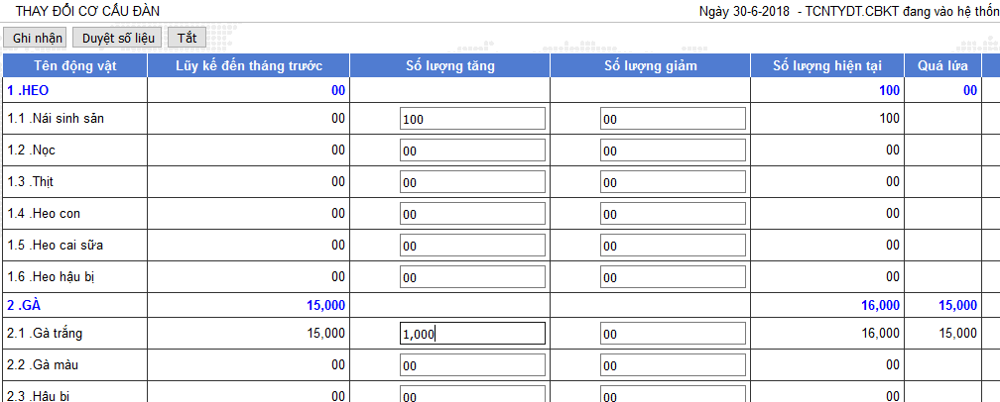 THAY ĐỔI CƠ CẤU ĐÀN Ngày 30-6-2018 - TCNTYDT.CBKT đang vào hệ thốn
Ghi nhận Duyệt số liệu Tắt
Tên động vật Lũy kế đến tháng trước Số lượng tăng Số lượng giảm Số lượng hiện tại Quá lứa
1 .HEO 00 100 00
1.1 .Nái sinh sản 00 100 00 100
1.2 .Nọc 00 00 00 00
1.3 .Thịt 00 00 00 00
1.4 .Heo con 00 00 00 00
1.5 .Heo cai sữa 00 00 00 00
1.6 .Heo hậu bị 00 00 00 00
2 .GÀ 15,000 16,000 15,000
2.1 .Gà trắng 15,000 1,000 00 16,000 15,000
2.2 .Gà màu 00 00 00 00
2.3 .Hậu bị 00 00 00 00